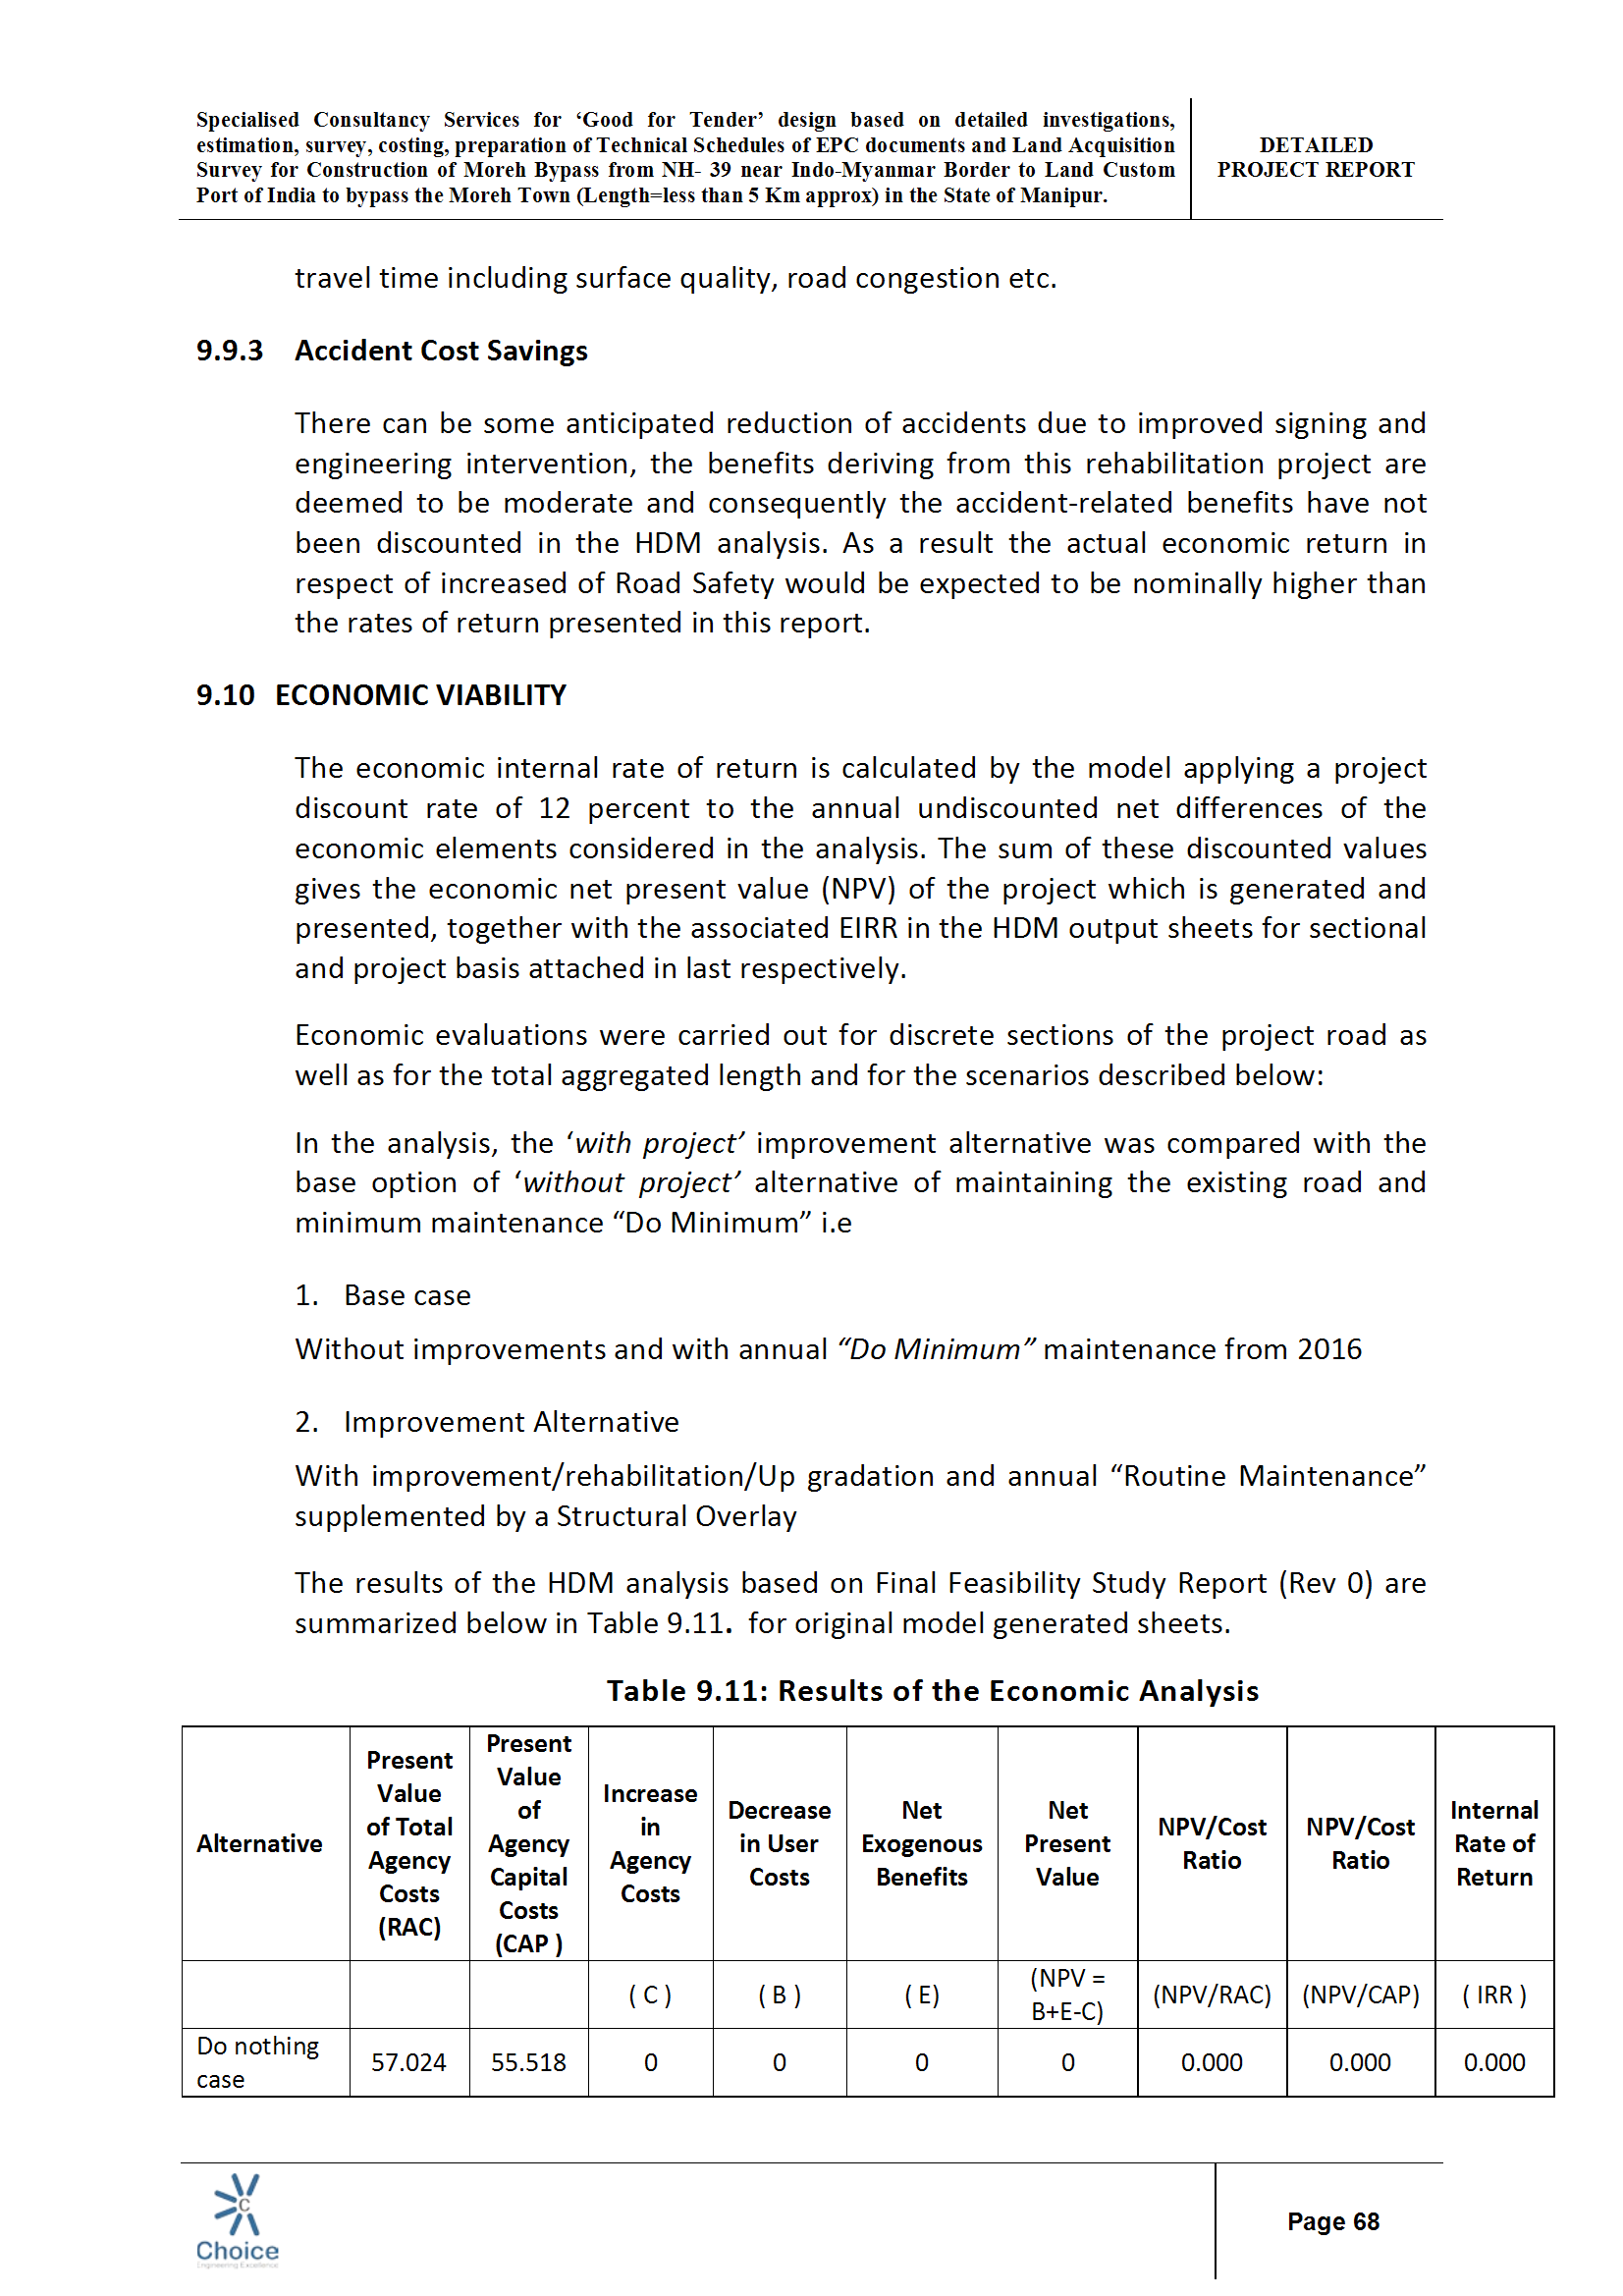 Specialised Consultancy Services for ‘Good for Tender’ design based on detailed investigations,
estimation, survey, costing, preparation of Technical Schedules of EPC documents and Land Acquisition
Survey for Construction of Moreh Bypass from NH- 39 near Indo-Myanmar Border to Land Custom
Port of India to bypass the Moreh Town (Length=less than 5 Km approx) in the State of Manipur.
DETAILED
PROJECT REPORT
travel time including surface quality, road congestion etc.
9.9.3 Accident Cost Savings
There can be some anticipated reduction of accidents due to improved signing and
engineering intervention, the benefits deriving from this rehabilitation project are
deemed to be moderate and consequently the accident-related benefits have not
been discounted in the HDM analysis. As a result the actual economic return in
respect of increased of Road Safety would be expected to be nominally higher than
the rates of return presented in this report.
9.10 ECONOMIC VIABILITY
The economic internal rate of return is calculated by the model applying a project
discount rate of 12 percent to the annual undiscounted net differences of the
economic elements considered in the analysis. The sum of these discounted values
gives the economic net present value (NPV) of the project which is generated and
presented, together with the associated EIRR in the HDM output sheets for sectional
and project basis attached in last respectively.
Economic evaluations were carried out for discrete sections of the project road as
well as for the total aggregated length and for the scenarios described below:
In the analysis, the ‘with project’ improvement alternative was compared with the
base option of ‘without project’ alternative of maintaining the existing road and
minimum maintenance “Do Minimum” i.e
1. Base case
Without improvements and with annual “Do Minimum” maintenance from 2016
2. Improvement Alternative
With improvement/rehabilitation/Up gradation and annual “Routine Maintenance”
supplemented by a Structural Overlay
The results of the HDM analysis based on Final Feasibility Study Report (Rev 0) are
summarized below in Table 9.11. for original model generated sheets.
Table 9.11: Results of the Economic Analysis
Alternative
Present
Value
of Total
Agency
Costs
(RAC)
Present
Value
of
Agency
Capital
Costs
(CAP )
Increase
in
Agency
Costs
Decrease
in User
Costs
Net
Exogenous
Benefits
Net
Present
Value
NPV/Cost
Ratio
NPV/Cost
Ratio
Internal
Rate of
Return
( C )
( B )
( E)
(NPV =
B+E-C)
(NPV/RAC)
(NPV/CAP)
( IRR )
Do nothing
case
57.024
55.518
0
0
0
0
0.000
0.000
0.000
C
Choice
Engineering Excellence
Page 68